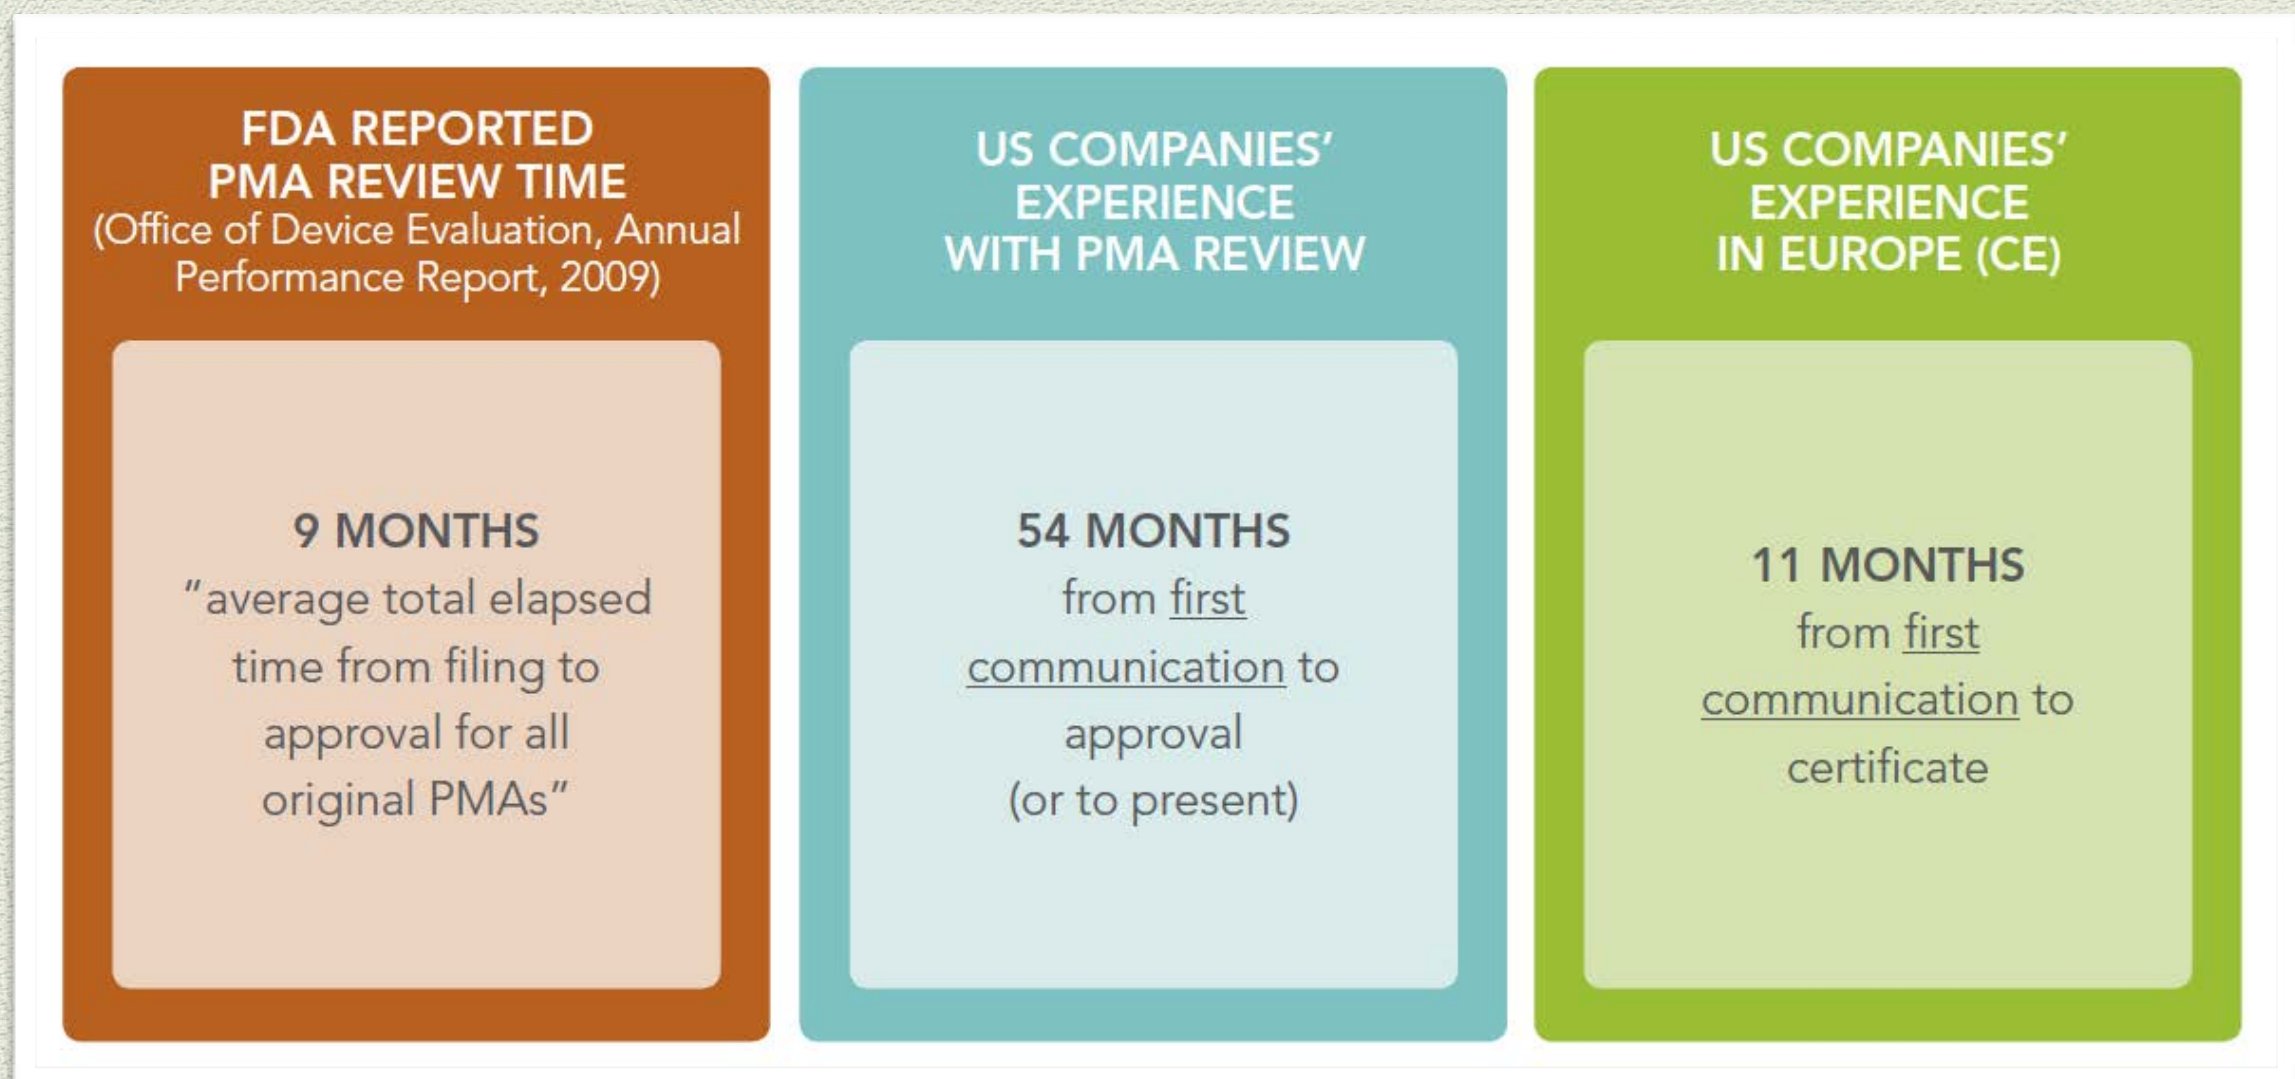 FDA REPORTED
PMA REVIEW TIME
(Office of Device Evaluation, Annual
Performance Report, 2009)
9 MONTHS
"average total elapsed
time from filing to
approval for all
original PMAs"
US COMPANIES'
EXPERIENCE
WITH PMA REVIEW
54 MONTHS
from first
communication to
approval
(or to present)
US COMPANIES'
EXPERIENCE
IN EUROPE (CE)
11 MONTHS
from first
communication to
certificate